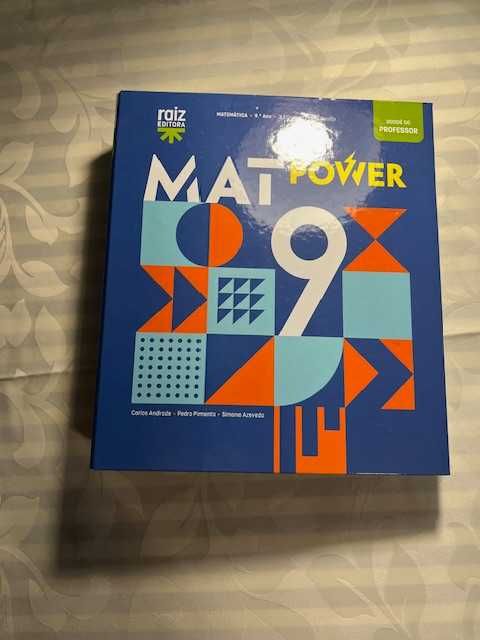 raiz
EDITORA
MATEMÁTICA • 9.º Ano •
DOSSIÊ DO
PROFESSOR
MAT POWER
9
Carlos Andrade • Pedro Pimenta • Simone Azevedo